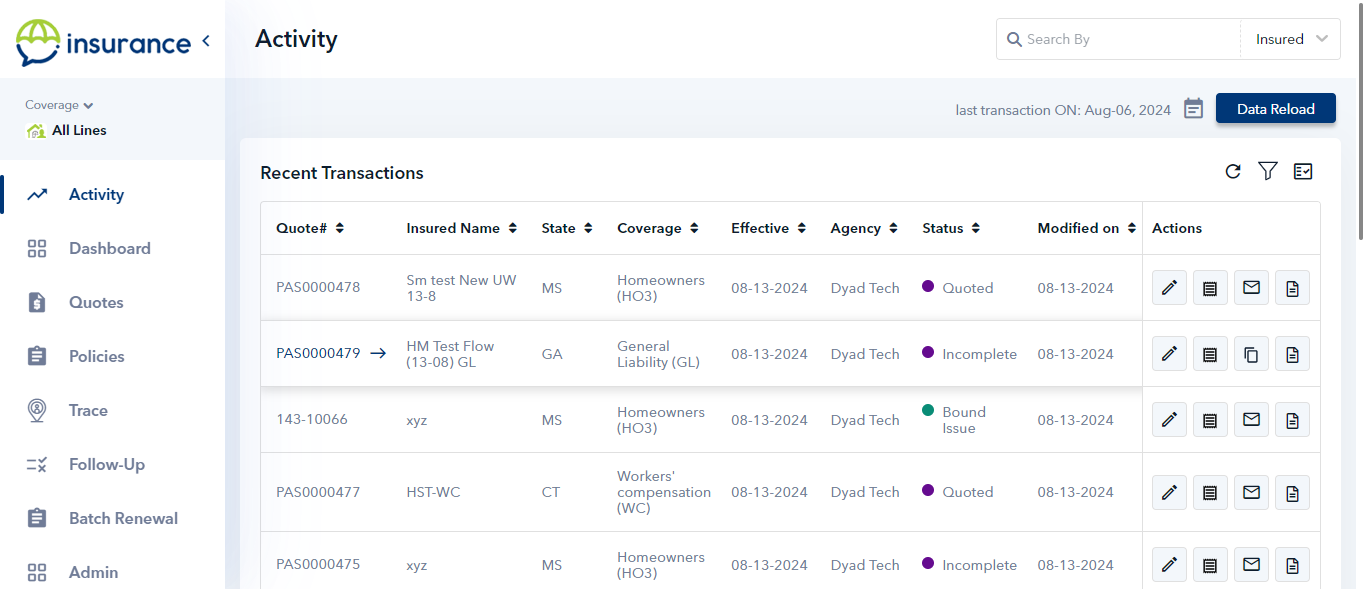 insurance
Activity
Search By
Insured
Coverage
All Lines
last transaction ON: Aug-06, 2024
Data Reload
Activity
Dashboard
Quotes
Policies
Trace
Follow-Up
Batch Renewal
Admin
Recent Transactions
Quote# Insured Name State Coverage Effective Agency Status Modified on Actions
PAS0000478 Sm test New UW MS Homeowners 08-13-2024 Dyad Tech Quoted 08-13-2024
13-8 (HO3)
PAS0000479 HM Test Flow GA General 08-13-2024 Dyad Tech Incomplete 08-13-2024
(13-08) GL Liability (GL)
143-10066 xyz MS Homeowners 08-13-2024 Dyad Tech Bound 08-13-2024
(HO3) Issue
PAS0000477 HST-WC CT Workers' 08-13-2024 Dyad Tech Quoted 08-13-2024
compensation
(WC)
PAS0000475 xyz MS Homeowners 08-13-2024 Dyad Tech Incomplete 08-13-2024
(HO3)